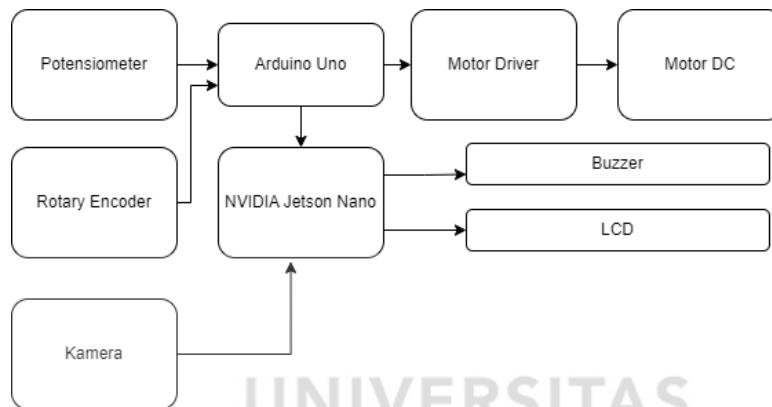 Potensiometer
Arduino Uno
Motor Driver
Motor DC
Rotary Encoder
NVIDIA Jetson Nano
Buzzer
LCD
Kamera
UNIVERSITAS